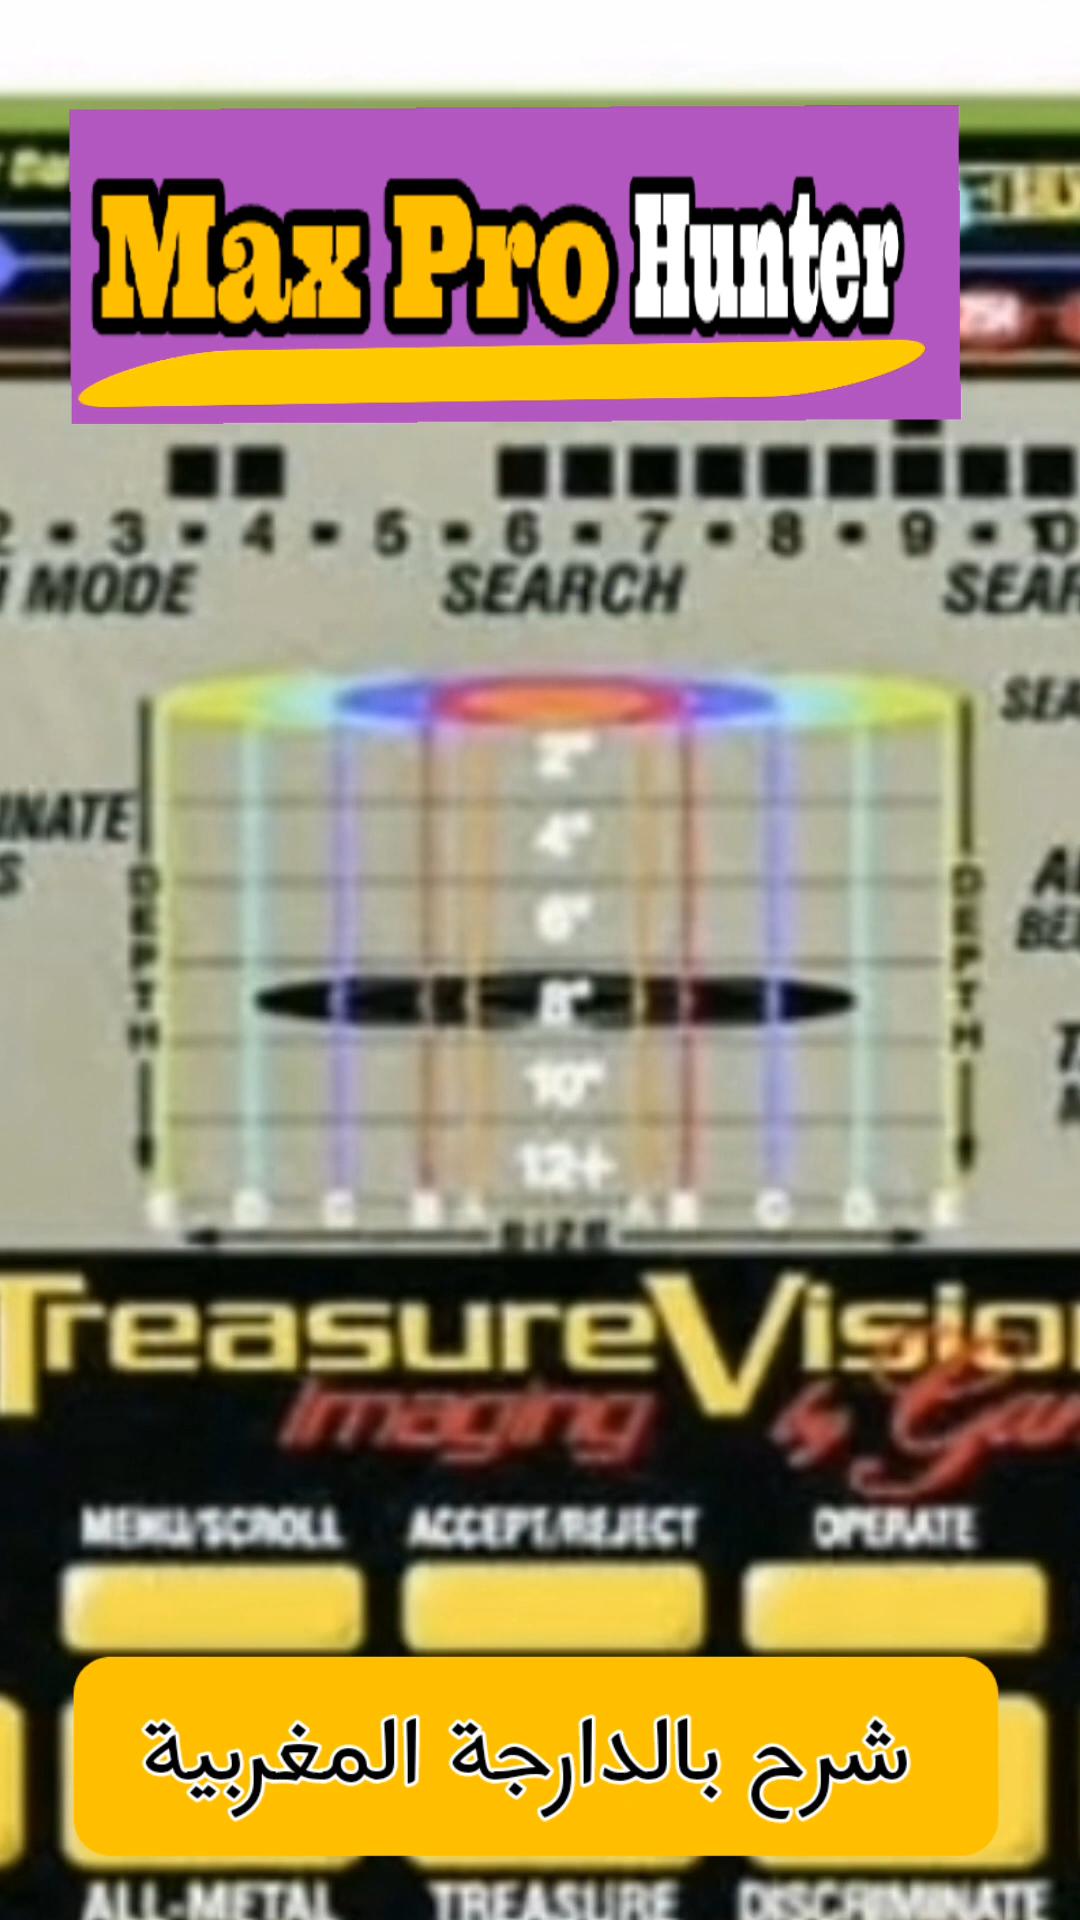 Max Pro Hunter
3 • 4 • 5 • 6 • 7 • 8 • 9 • 10
MODE
SEARCH
2"
4"
6"
8"
10"
12+
DEPTH
DEPTH
C B A A B C D E
SIZE
TreasureVision
Imaging by
MENU/SCROLL ACCEPT/REJECT OPERATE
شرح بالدارجة المغربية
ALL-METAL TREASURE DISCRIMINATE